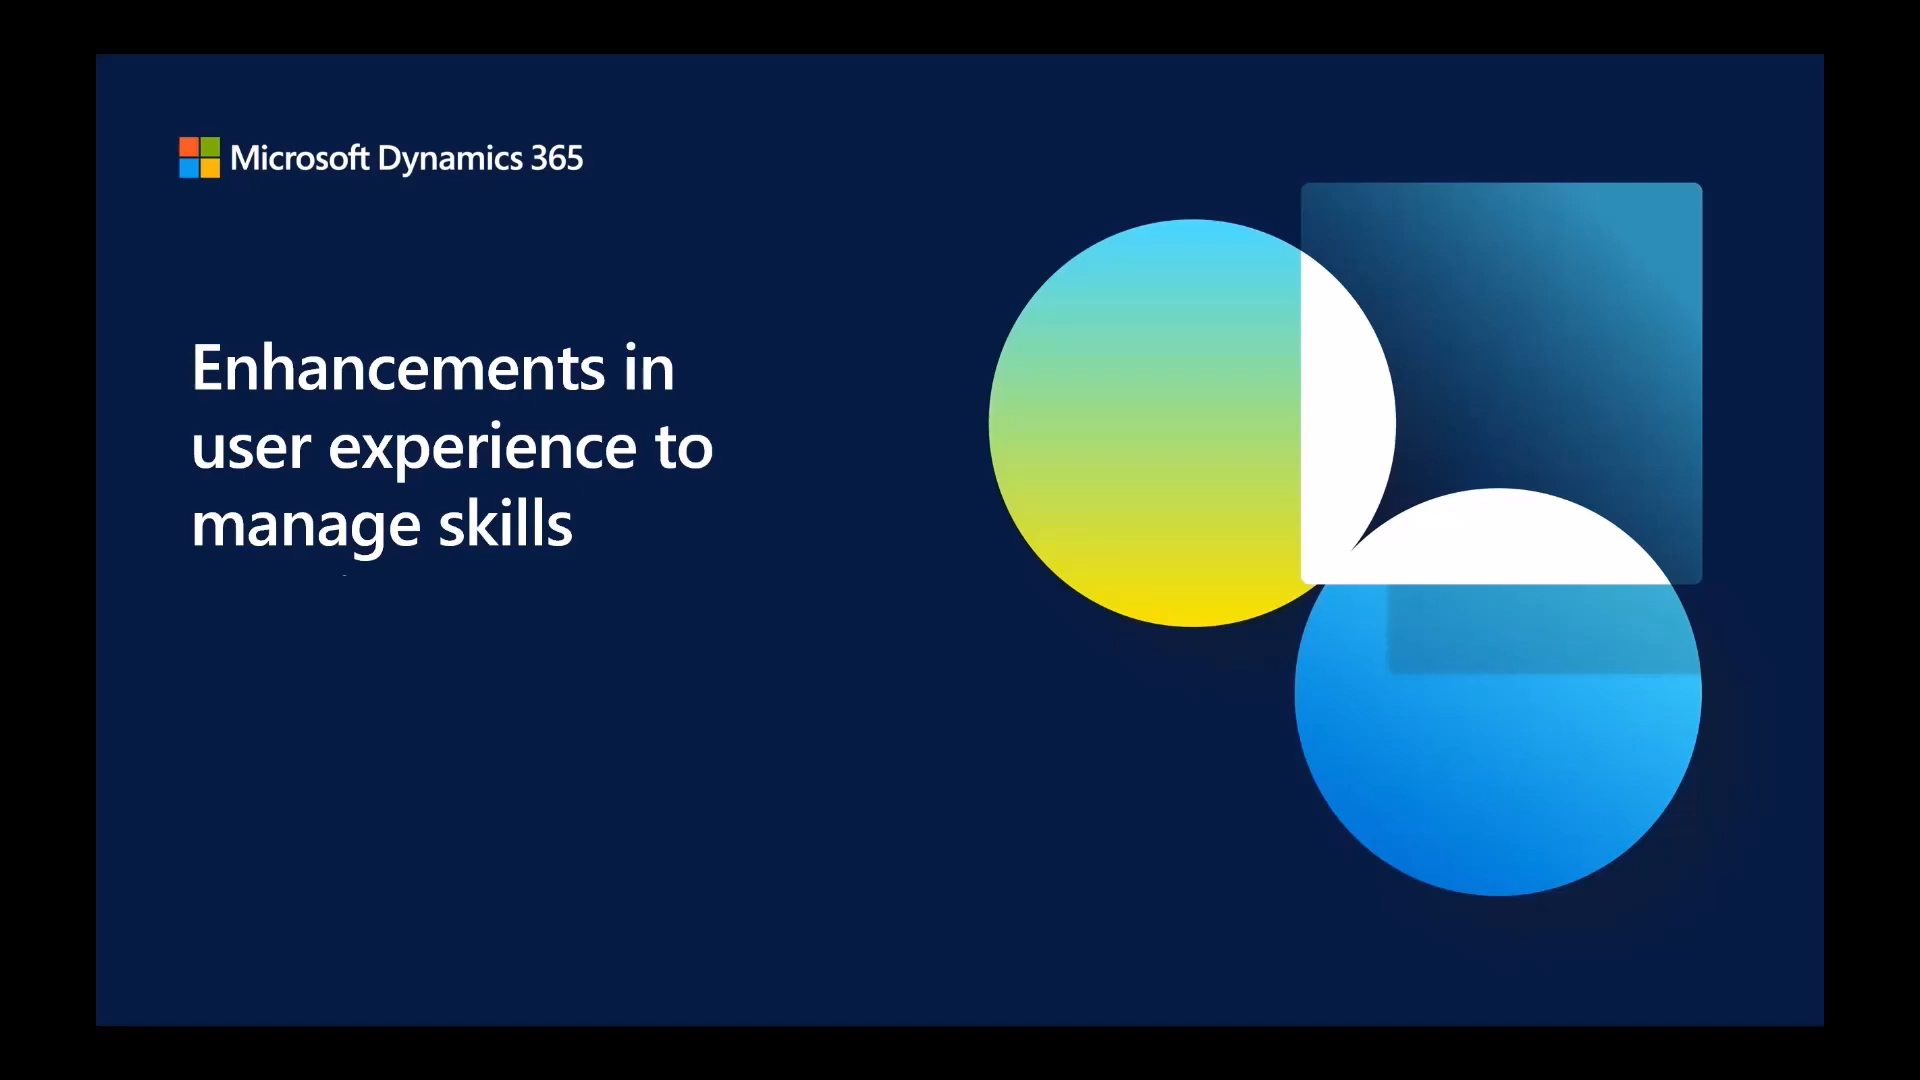 Microsoft Dynamics 365
Enhancements in
user experience to
manage skills